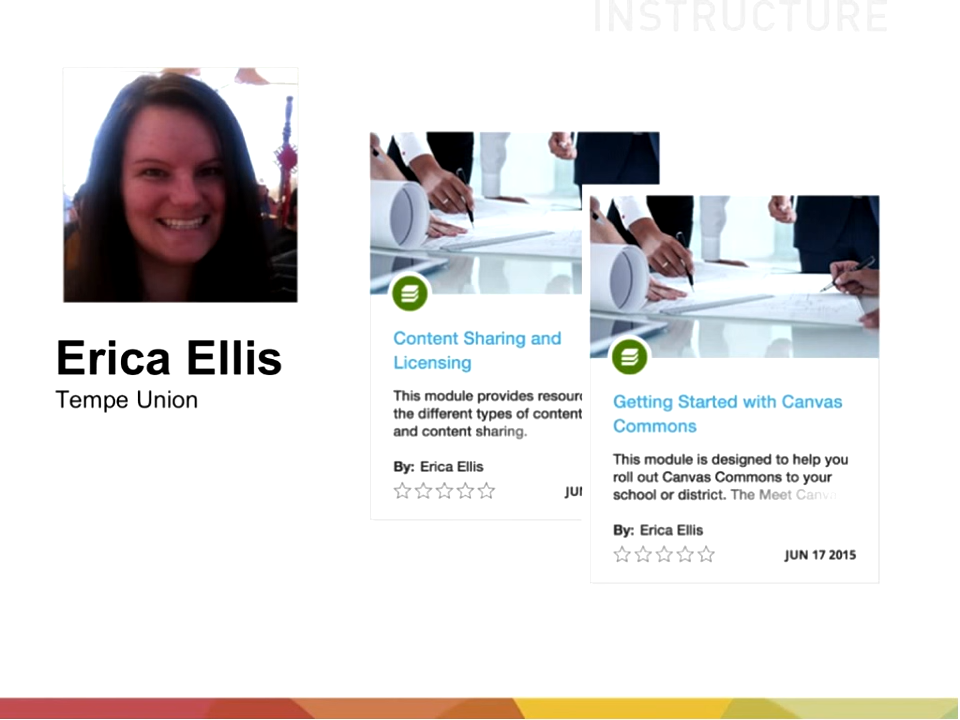 INSTRUCTURE
Erica Ellis
Tempe Union
Content Sharing and
Licensing
This module provides
the different types of content
and content sharing.
By: Erica Ellis
Getting Started with Canvas
Commons
This module is designed to help you
roll out Canvas Commons to your
school or district. The Meet
By: Erica Ellis
JUN 17 2015